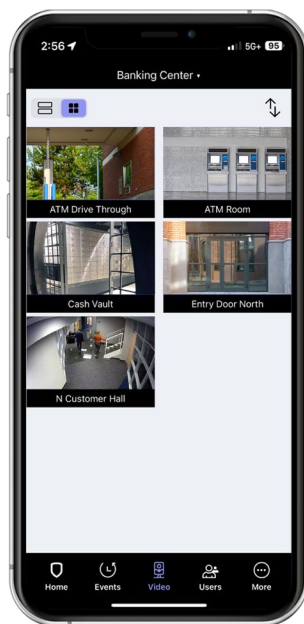 2:56
5G+ 95
Banking Center
ATM Drive Through
ATM Room
Cash Vault
Entry Door North
N Customer Hall
Home
Events
Video
Users
More